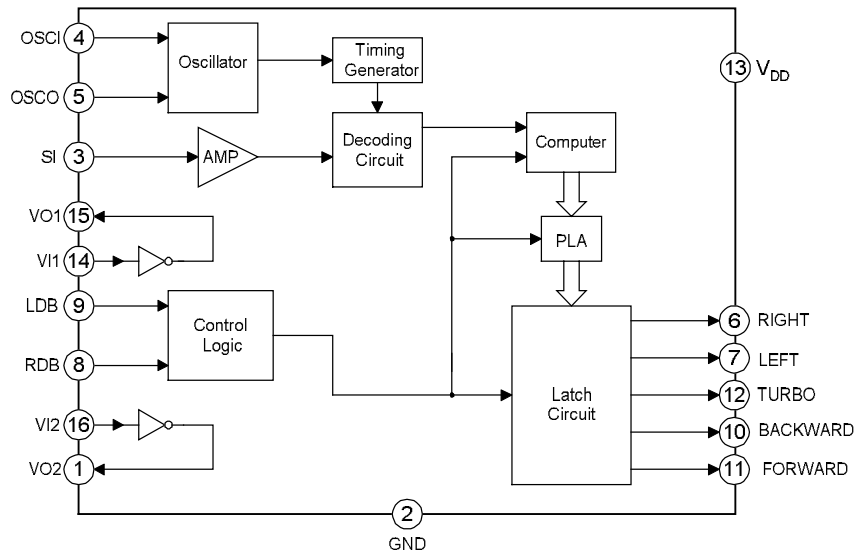 OSCI 4
Oscillator
Timing
Generator
13 VDD
OSCO 5
SI 3
AMP
Decoding
Circuit
Computer
VO1 15
PLA
VI1 14
LDB 9
Control
Logic
RDB 8
6 RIGHT
7 LEFT
Latch
Circuit
12 TURBO
VI2 16
10 BACKWARD
VO2 1
11 FORWARD
2
GND